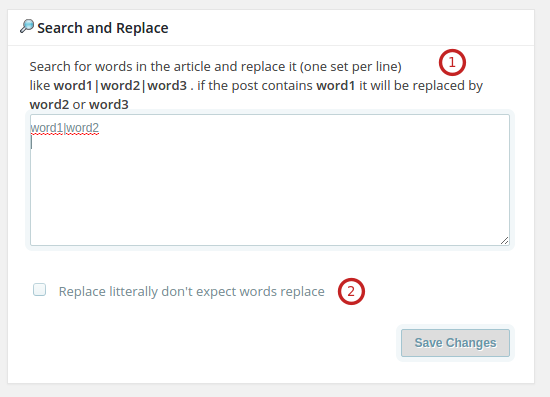 Search and Replace
Search for words in the article and replace it (one set per line)
1
like word1|word2|word3 . if the post contains word1 it will be replaced by
word2 or word3
word1|word2
Replace litterally don't expect words replace
2
Save Changes